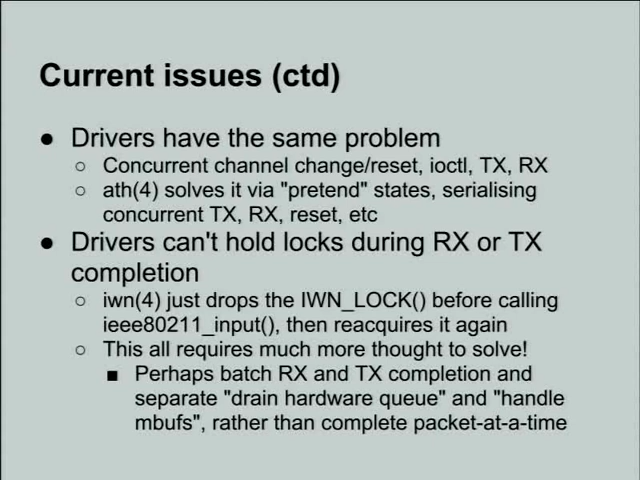 Current issues (ctd)
● Drivers have the same problem
○ Concurrent channel change/reset, ioctl, TX, RX
○ ath(4) solves it via "pretend" states, serialising
concurrent TX, RX, reset, etc
● Drivers can't hold locks during RX or TX
completion
○ iwn(4) just drops the IWN_LOCK() before calling
ieee80211_input(), then reacquires it again
○ This all requires much more thought to solve!
■ Perhaps batch RX and TX completion and
separate "drain hardware queue" and "handle
mbufs", rather than complete packet-at-a-time